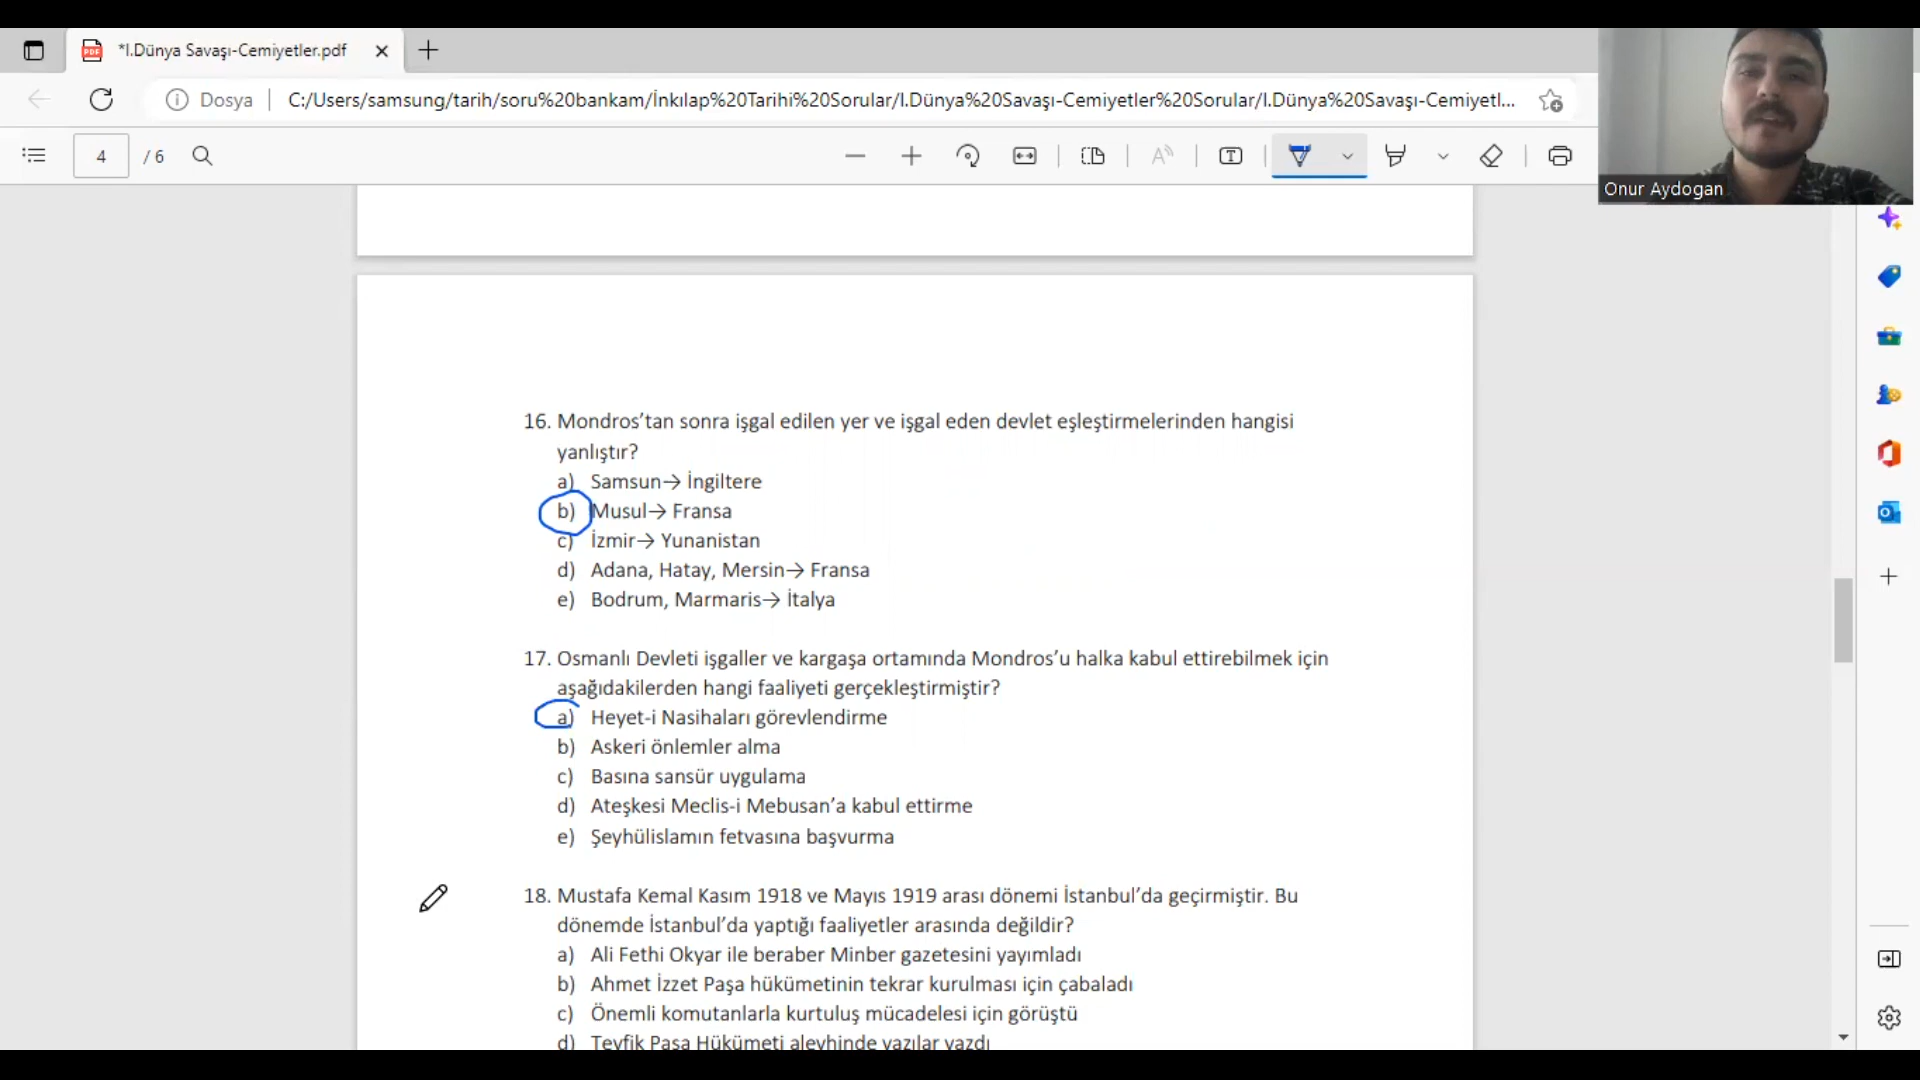 *I.Dünya Savaşı-Cemiyetler.pdf
Dosya
C:/Users/samsung/tarih/soru%20bankam/İnkılap%20Tarihi%20Sorular/I.Dünya%20Savaşı-Cemiyetler%20Sorular/I.Dünya%20Savaşı-Cemiyetl...
4 / 6
Onur Aydogan
16. Mondros’tan sonra işgal edilen yer ve işgal eden devlet eşleştirmelerinden hangisi
yanlıştır?
a) Samsun→ İngiltere
b) Musul→ Fransa
c) İzmir→ Yunanistan
d) Adana, Hatay, Mersin→ Fransa
e) Bodrum, Marmaris→ İtalya
17. Osmanlı Devleti işgaller ve kargaşa ortamında Mondros’u halka kabul ettirebilmek için
aşağıdakilerden hangi faaliyeti gerçekleştirmiştir?
a) Heyet-i Nasihaları görevlendirme
b) Askeri önlemler alma
c) Basına sansür uygulama
d) Ateşkesi Meclis-i Mebusan’a kabul ettirme
e) Şeyhülislamın fetvasına başvurma
18. Mustafa Kemal Kasım 1918 ve Mayıs 1919 arası dönemi İstanbul’da geçirmiştir. Bu
dönemde İstanbul’da yaptığı faaliyetler arasında değildir?
a) Ali Fethi Okyar ile beraber Minber gazetesini yayımladı
b) Ahmet İzzet Paşa hükümetinin tekrar kurulması için çabaladı
c) Önemli komutanlarla kurtuluş mücadelesi için görüştü
d) Tevfik Paşa Hükümeti aleyhinde yazılar yazdı